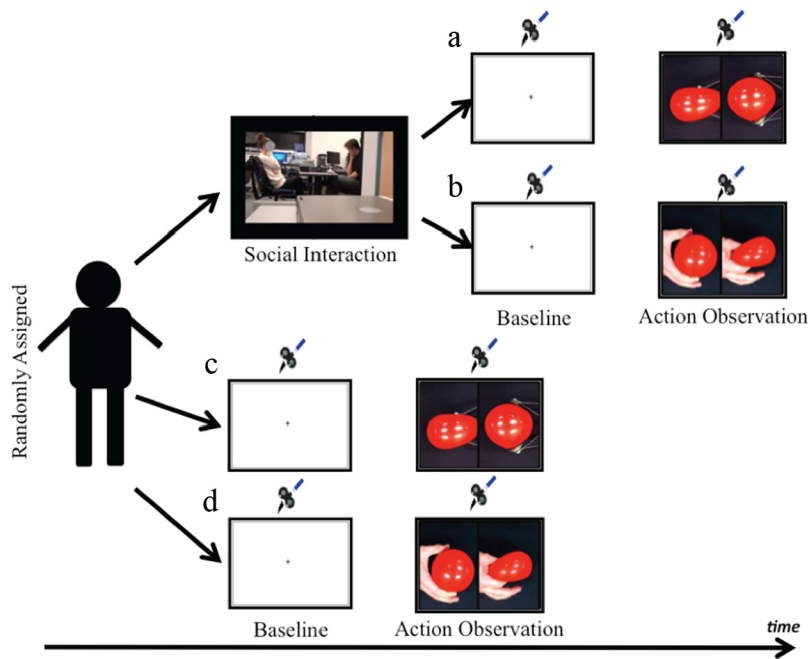 a
b
Social Interaction
Baseline
Action Observation
Randomly Assigned
c
d
Baseline
Action Observation
time